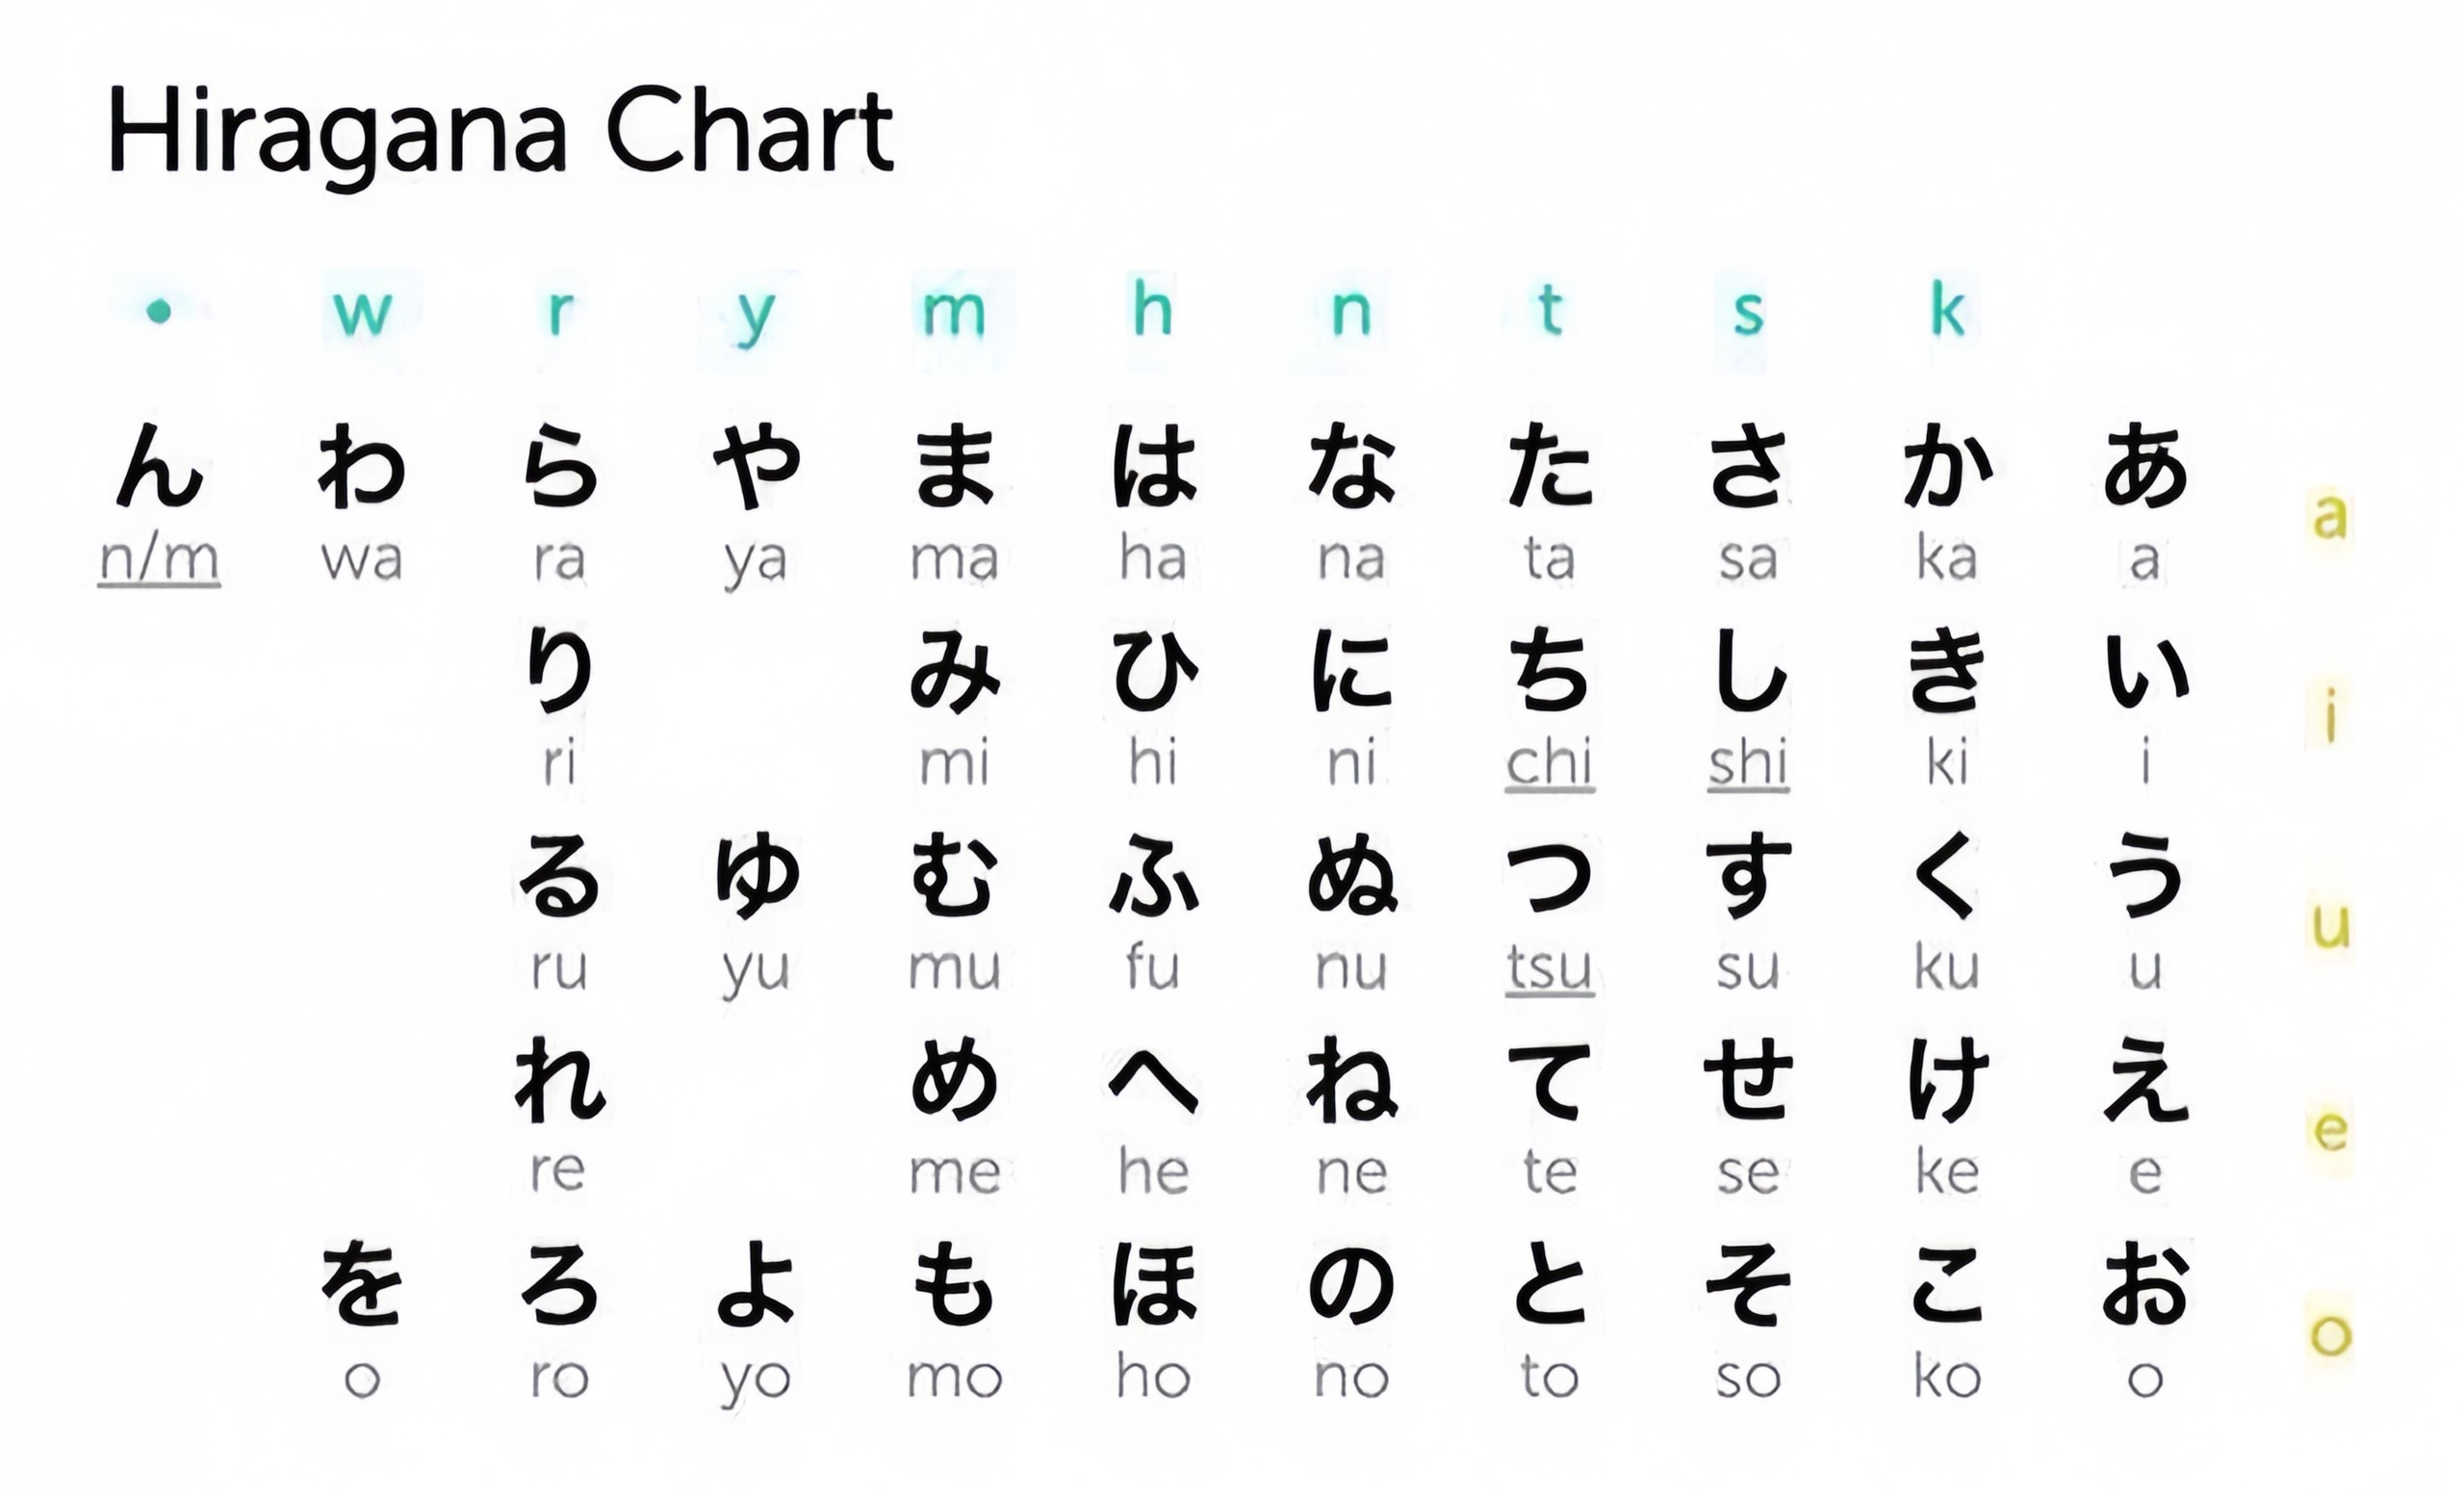 Hiragana Chart
• w r y m h n t s k
ん わ ら や ま は な た さ か あ
n/m wa ra ya ma ha na ta sa ka a
a
り み ひ に ち し き い
ri mi hi ni chi shi ki i
i
る ゆ む ふ ぬ つ す く う
ru yu mu fu nu tsu su ku u
u
れ め へ ね て せ け え
re me he ne te se ke e
e
を ろ よ も ほ の と そ こ お
o ro yo mo ho no to so ko o
o